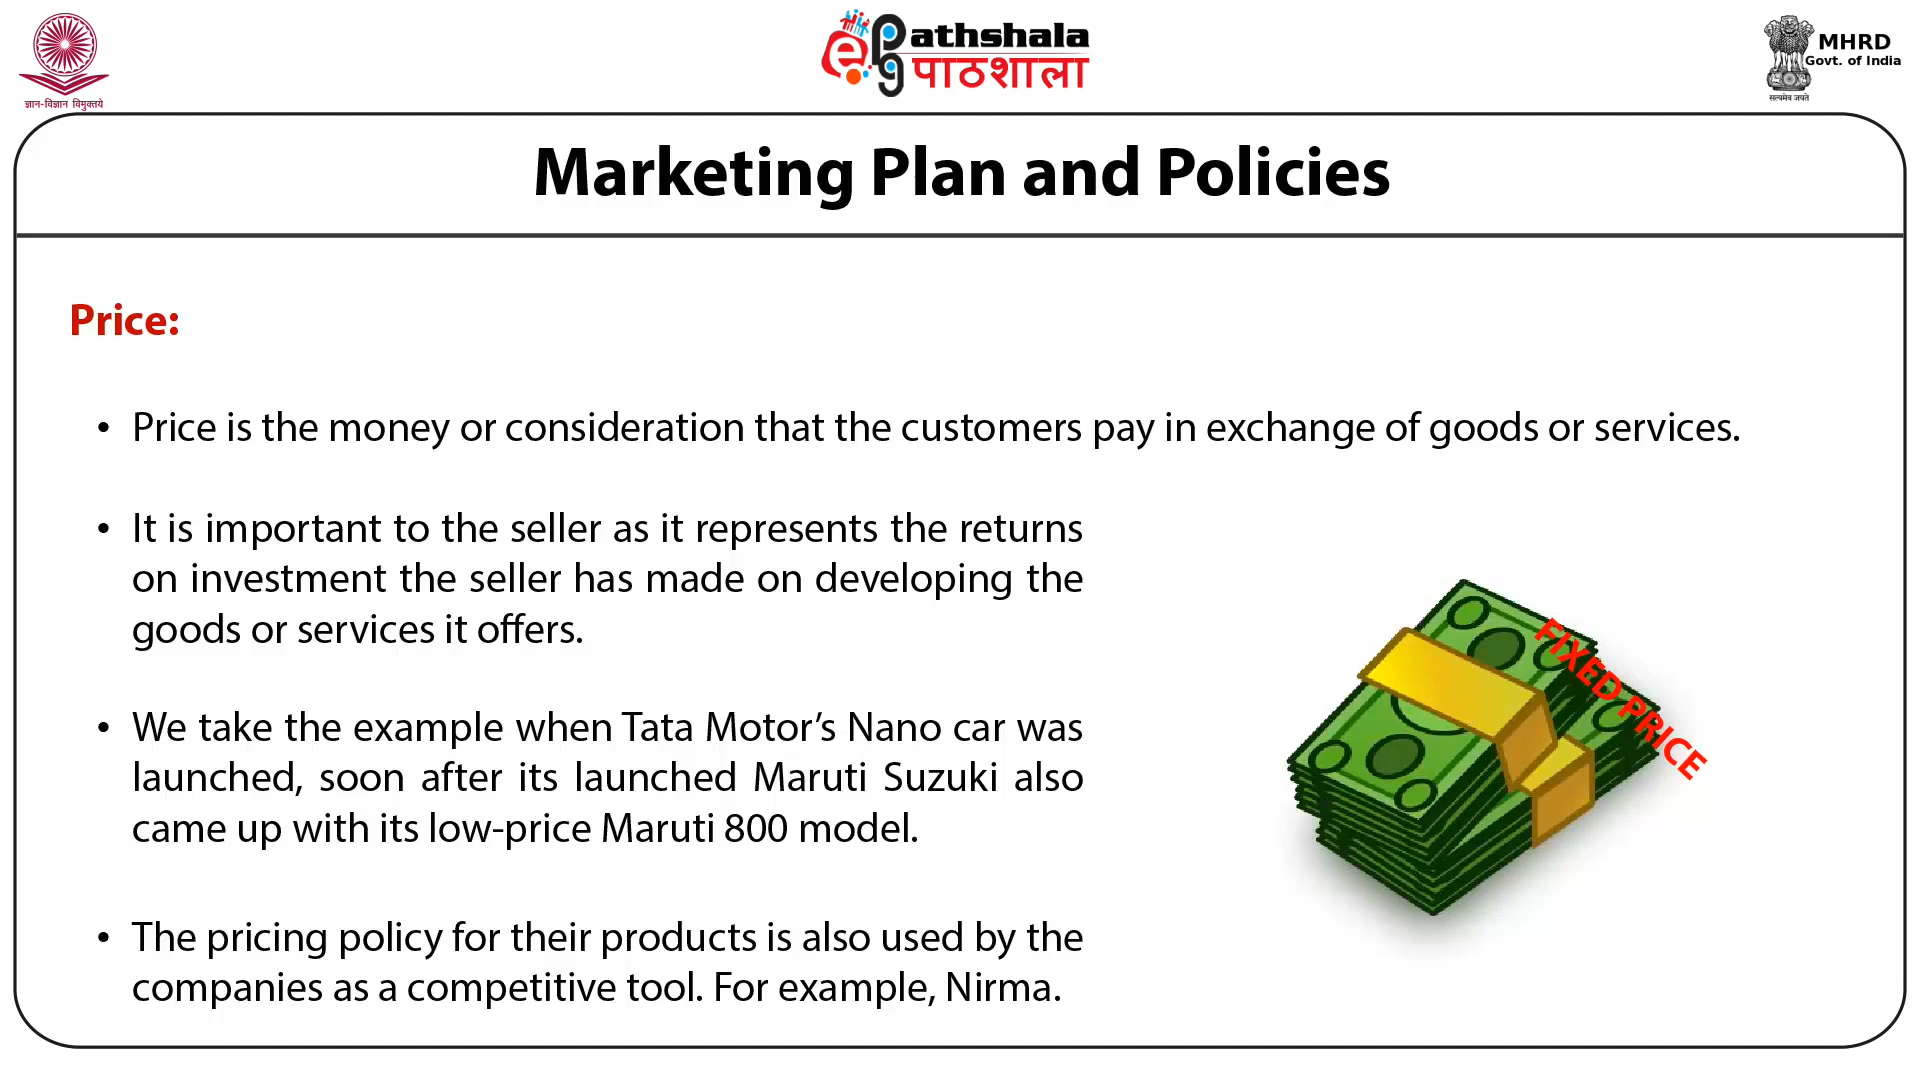 ज्ञान-विज्ञान विमुक्तये
ePathshala
पाठशाला
MHRD
Govt. of India
सत्यमेव जयते
Marketing Plan and Policies
Price:
• Price is the money or consideration that the customers pay in exchange of goods or services.
• It is important to the seller as it represents the returns
on investment the seller has made on developing the
goods or services it offers.
• We take the example when Tata Motor’s Nano car was
launched, soon after its launched Maruti Suzuki also
came up with its low-price Maruti 800 model.
• The pricing policy for their products is also used by the
companies as a competitive tool. For example, Nirma.
FIXED PRICE